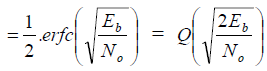 = 1/2 .erfc(√(E_b/N_o)) = Q(√(2E_b/N_o))